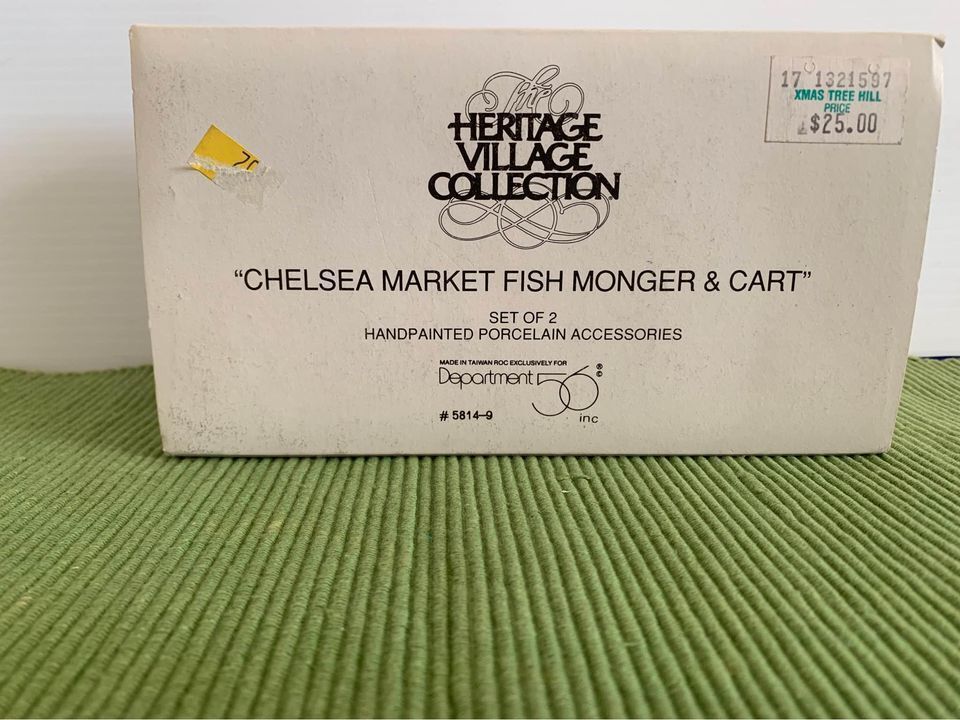 The
HERITAGE
VILLAGE
COLLECTION
17 1321597
XMAS TREE HILL
PRICE
$25.00
"CHELSEA MARKET FISH MONGER & CART"
SET OF 2
HANDPAINTED PORCELAIN ACCESSORIES
MADE IN TAIWAN ROC EXCLUSIVELY FOR
Department 56 ® ©
inc
# 5814-9